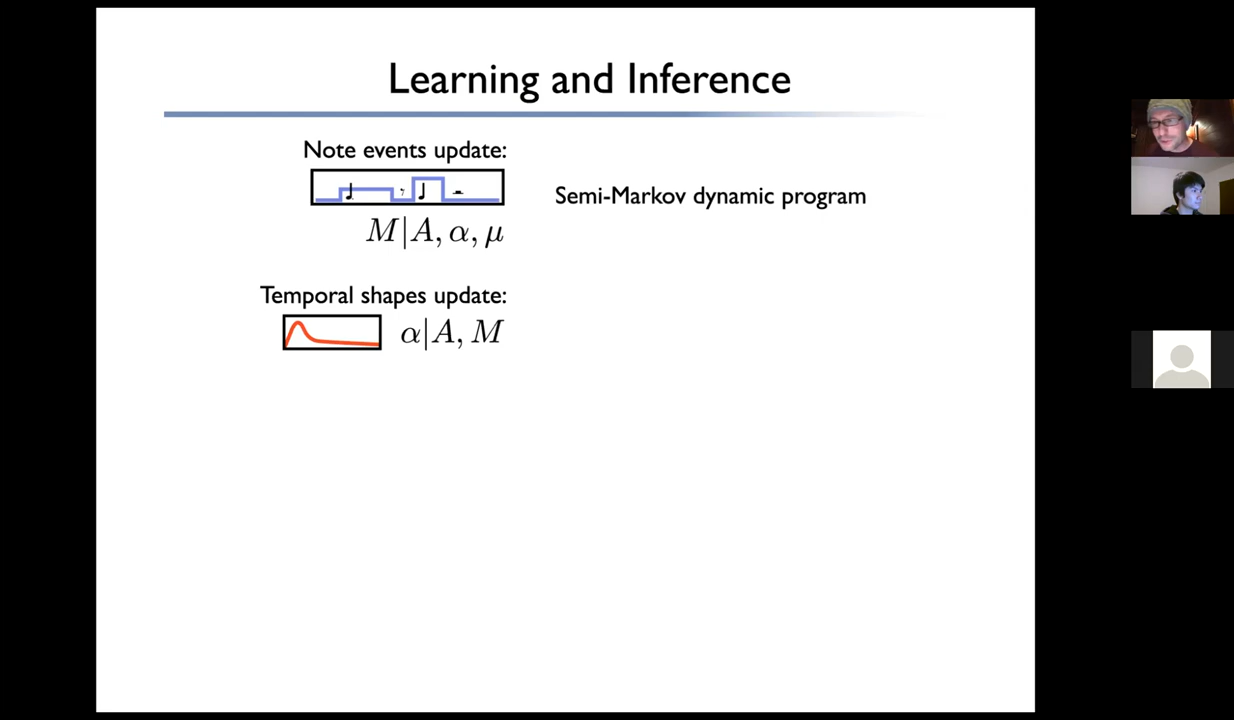 Learning and Inference
Note events update:
Semi-Markov dynamic program
M|A, α, μ
Temporal shapes update:
α|A, M